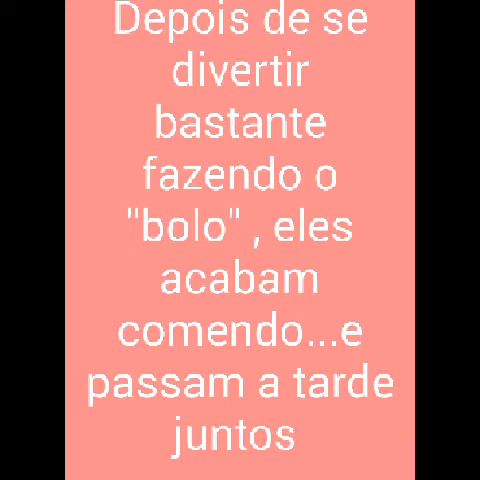 Depois de se
divertir
bastante
fazendo o
"bolo" , eles
acabam
comendo...e
passam a tarde
juntos